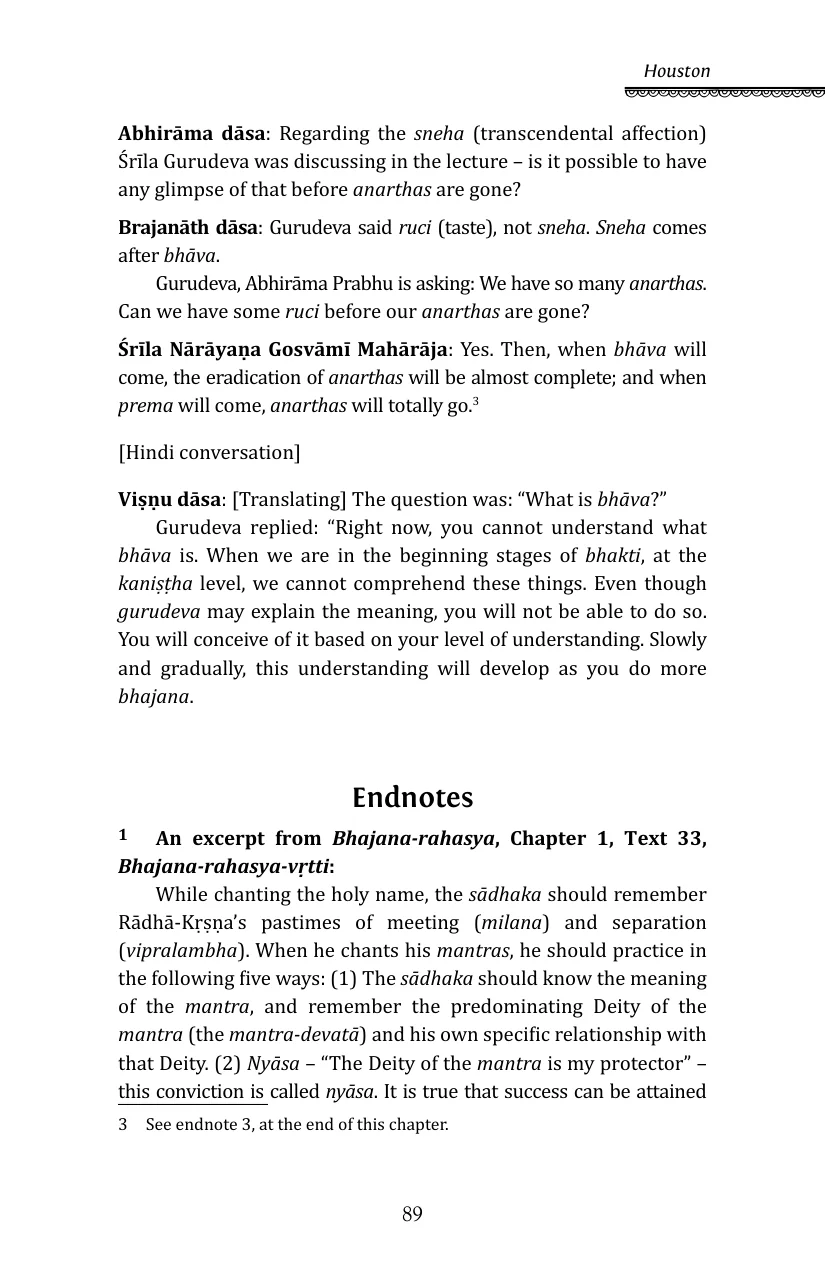 Houston
Abhirāma dāsa: Regarding the sneha (transcendental affection)
Śrīla Gurudeva was discussing in the lecture – is it possible to have
any glimpse of that before anarthas are gone?
Brajanāth dāsa: Gurudeva said ruci (taste), not sneha. Sneha comes
after bhāva.
Gurudeva, Abhirāma Prabhu is asking: We have so many anarthas.
Can we have some ruci before our anarthas are gone?
Śrīla Nārāyaṇa Gosvāmī Mahārāja: Yes. Then, when bhāva will
come, the eradication of anarthas will be almost complete; and when
prema will come, anarthas will totally go.³
[Hindi conversation]
Viṣṇu dāsa: [Translating] The question was: “What is bhāva?”
Gurudeva replied: “Right now, you cannot understand what
bhāva is. When we are in the beginning stages of bhakti, at the
kaniṣṭha level, we cannot comprehend these things. Even though
gurudeva may explain the meaning, you will not be able to do so.
You will conceive of it based on your level of understanding. Slowly
and gradually, this understanding will develop as you do more
bhajana.
Endnotes
1 An excerpt from Bhajana-rahasya, Chapter 1, Text 33,
Bhajana-rahasya-vṛtti:
While chanting the holy name, the sādhaka should remember
Rādhā-Kṛṣṇa’s pastimes of meeting (milana) and separation
(vipralambha). When he chants his mantras, he should practice in
the following five ways: (1) The sādhaka should know the meaning
of the mantra, and remember the predominating Deity of the
mantra (the mantra-devatā) and his own specific relationship with
that Deity. (2) Nyāsa – “The Deity of the mantra is my protector” –
this conviction is called nyāsa. It is true that success can be attained
3 See endnote 3, at the end of this chapter.
89